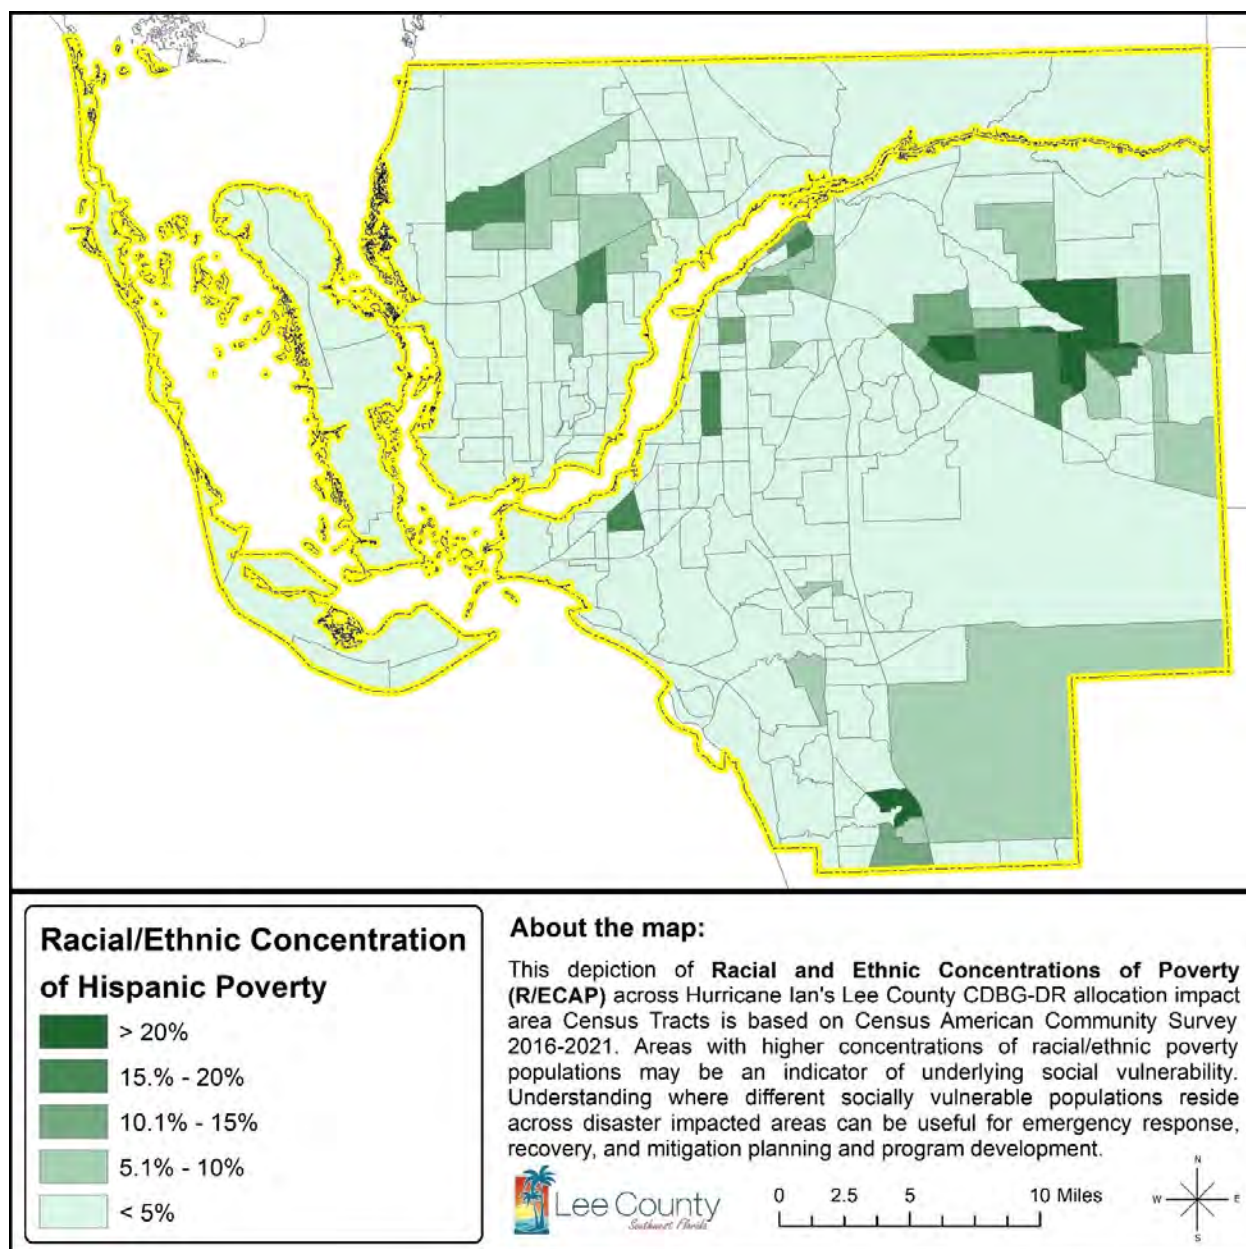 Racial/Ethnic Concentration
of Hispanic Poverty
> 20%
15.% - 20%
10.1% - 15%
5.1% - 10%
< 5%
About the map:
This depiction of Racial and Ethnic Concentrations of Poverty
(R/ECAP) across Hurricane Ian's Lee County CDBG-DR allocation impact
area Census Tracts is based on Census American Community Survey
2016-2021. Areas with higher concentrations of racial/ethnic poverty
populations may be an indicator of underlying social vulnerability.
Understanding where different socially vulnerable populations reside
across disaster impacted areas can be useful for emergency response,
recovery, and mitigation planning and program development.
Lee County
Southwest Florida
0 2.5 5 10 Miles
N
W E
S